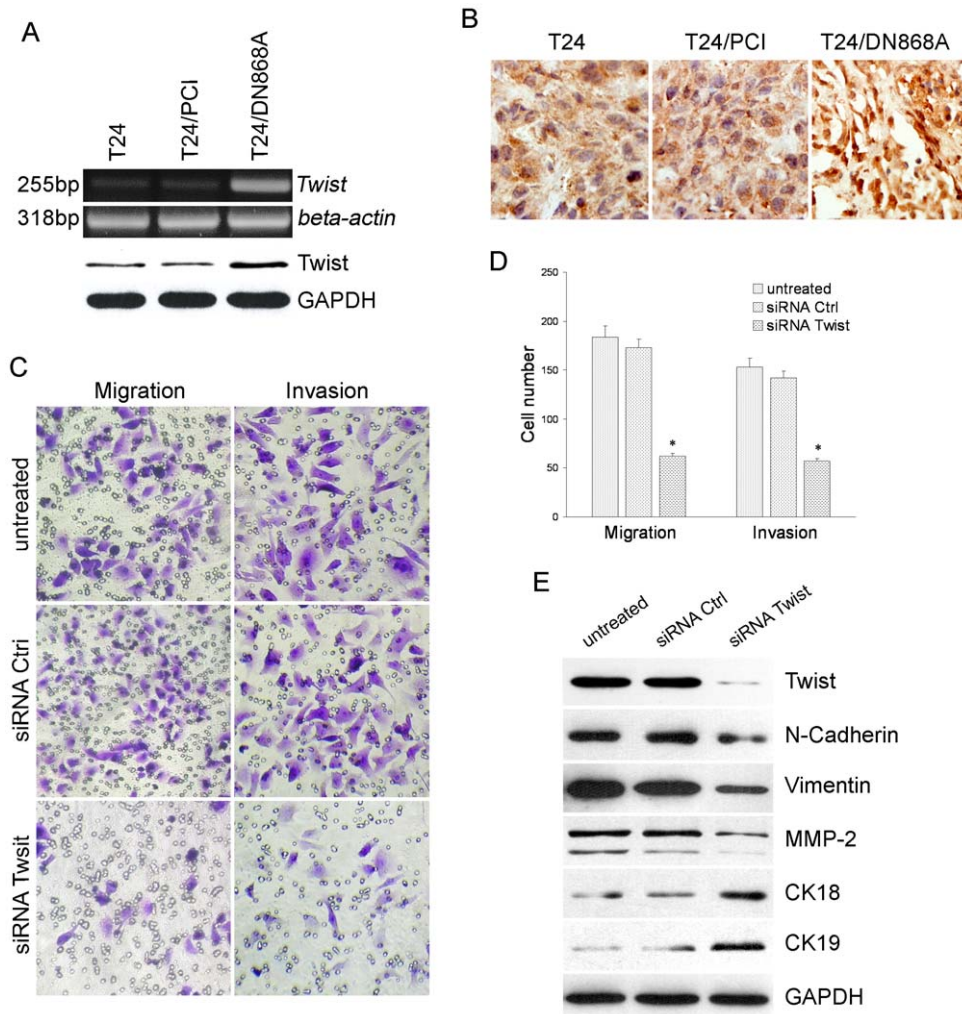 A
T24
T24/PCI
T24/DN868A
255bp
Twist
318bp
beta-actin
Twist
GAPDH
B
T24
T24/PCI
T24/DN868A
C
Migration
Invasion
untreated
siRNA Ctrl
siRNA Twsit
D
250
200
150
100
50
0
Cell number
untreated
siRNA Ctrl
siRNA Twist
*
*
Migration
Invasion
E
untreated
siRNA Ctrl
siRNA Twist
Twist
N-Cadherin
Vimentin
MMP-2
CK18
CK19
GAPDH